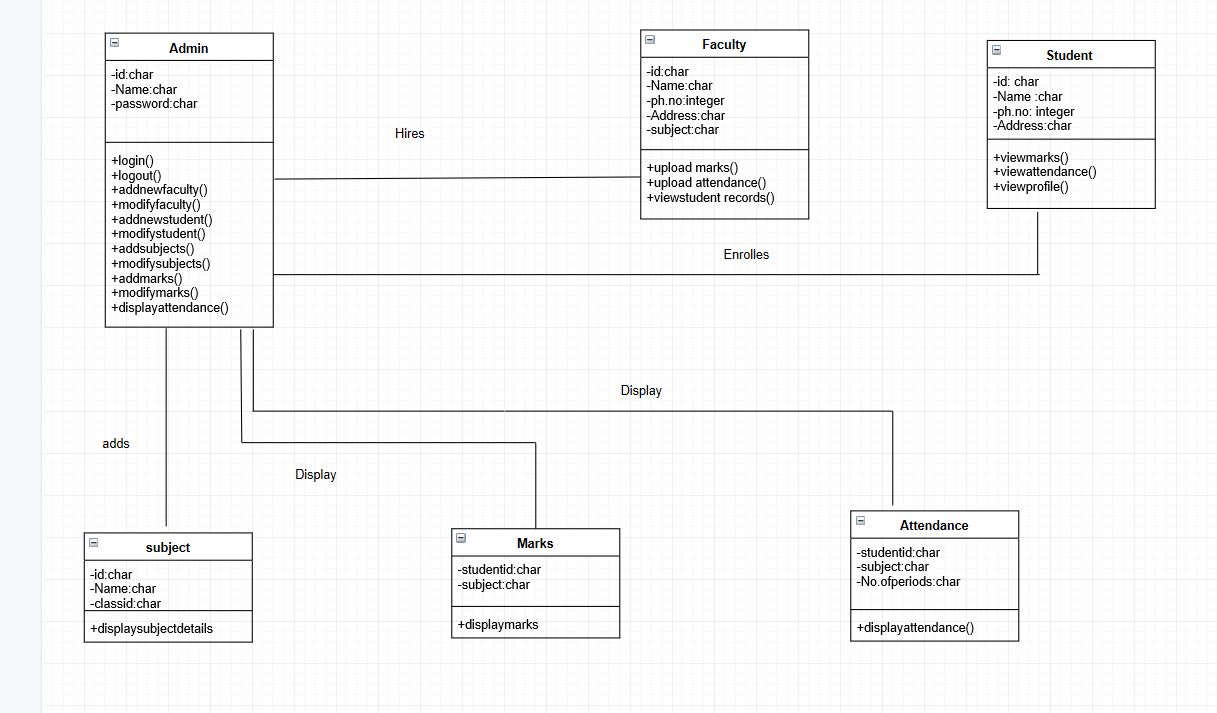 Admin
-id:char
-Name:char
-password:char
+login()
+logout()
+addnewfaculty()
+modifyfaculty()
+addnewstudent()
+modifystudent()
+addsubjects()
+modifysubjects()
+addmarks()
+modifymarks()
+displayattendance()
Hires
Faculty
-id:char
-Name:char
-ph.no:integer
-Address:char
-subject:char
+upload marks()
+upload attendance()
+viewstudent records()
Student
-id: char
-Name :char
-ph.no: integer
-Address:char
+viewmarks()
+viewattendance()
+viewprofile()
Enrolles
Display
adds
Display
subject
-id:char
-Name:char
-classid:char
+displaysubjectdetails
Marks
-studentid:char
-subject:char
+displaymarks
Attendance
-studentid:char
-subject:char
-No.ofperiods:char
+displayattendance()